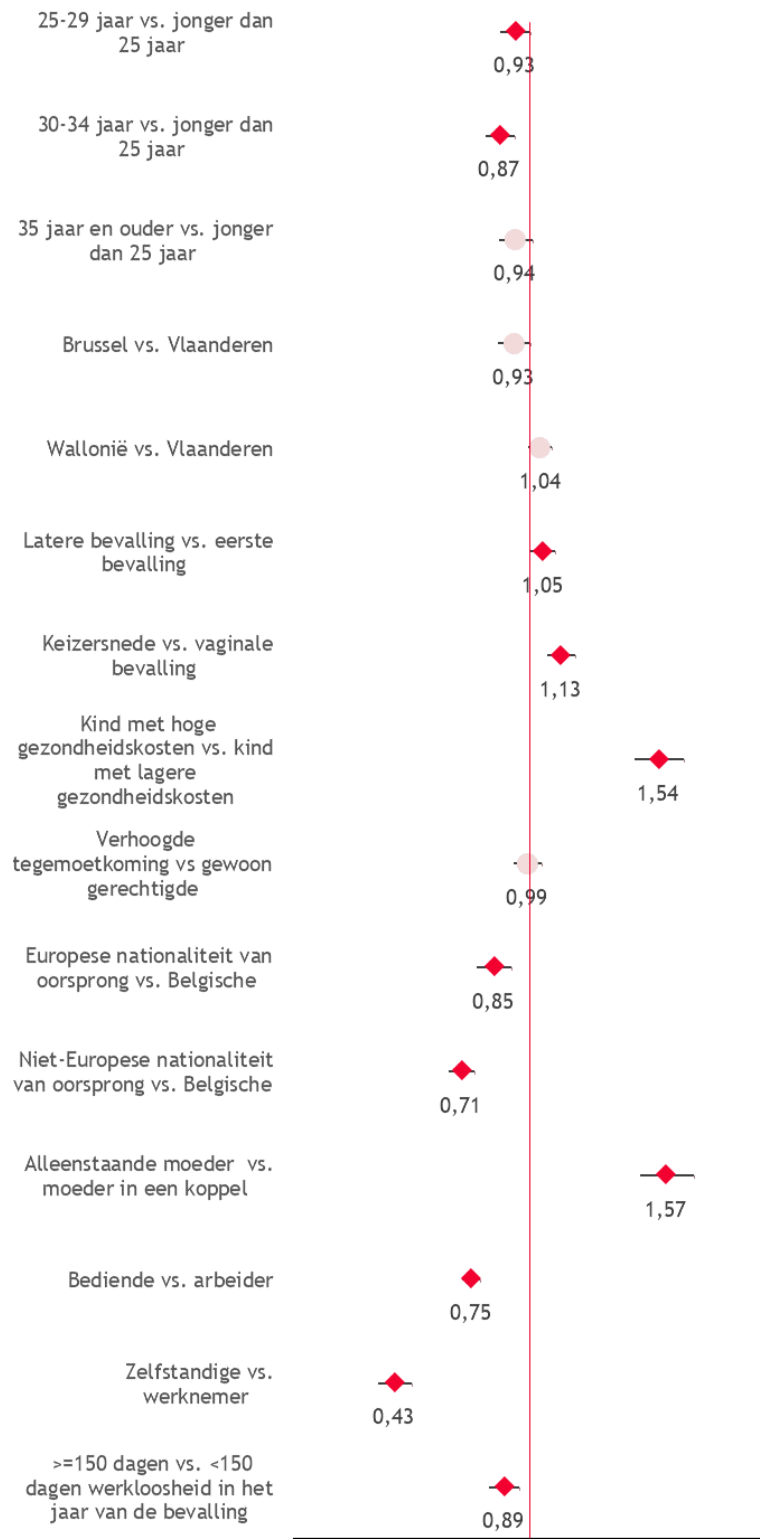 25-29 jaar vs. jonger dan
25 jaar
0,93
30-34 jaar vs. jonger dan
25 jaar
0,87
35 jaar en ouder vs. jonger
dan 25 jaar
0,94
Brussel vs. Vlaanderen
0,93
Wallonië vs. Vlaanderen
1,04
Latere bevalling vs. eerste
bevalling
1,05
Keizersnede vs. vaginale
bevalling
1,13
Kind met hoge
gezondheidskosten vs. kind
met lagere
gezondheidskosten
1,54
Verhoogde
tegemoetkoming vs gewoon
gerechtigde
0,99
Europese nationaliteit van
oorsprong vs. Belgische
0,85
Niet-Europese nationaliteit
van oorsprong vs. Belgische
0,71
Alleenstaande moeder vs.
moeder in een koppel
1,57
Bediende vs. arbeider
0,75
Zelfstandige vs.
werknemer
0,43
>=150 dagen vs. <150
dagen werkloosheid in het
jaar van de bevalling
0,89